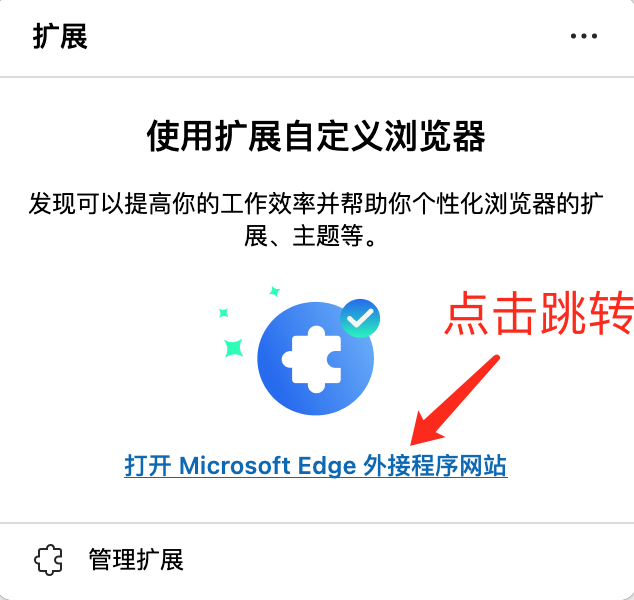 扩展
使用扩展自定义浏览器
发现可以提高你的工作效率并帮助你个性化浏览器的扩
展、主题等。
点击跳转
打开 Microsoft Edge 外接程序网站
管理扩展